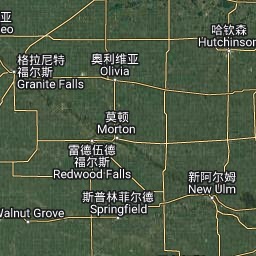 亚
eo
哈钦森
Hutchinson
格拉尼特
福尔斯
Granite Falls
奥利维亚
Olivia
莫顿
Morton
雷德伍德
福尔斯
Redwood Falls
新阿尔姆
New Ulm
斯普林菲尔德
Springfield
Walnut Grove